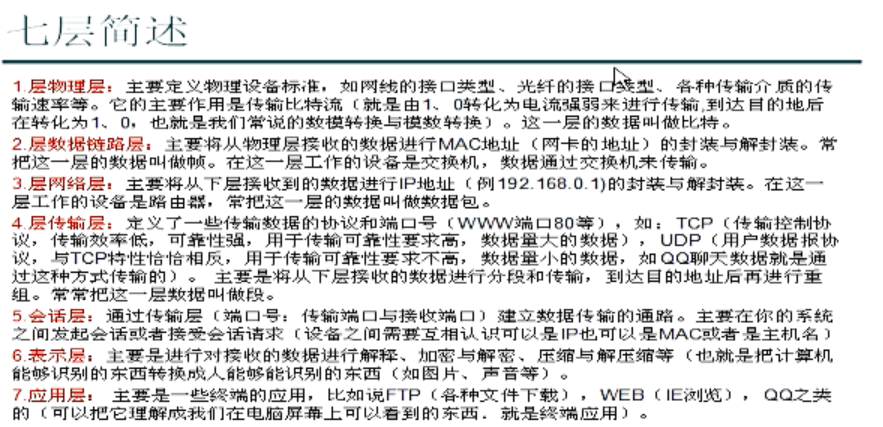 七层简述
1.层物理层：主要定义物理设备标准，如网线的接口类型、光纤的接口类型、各种传输介质的传
输速率等。它的主要作用是传输比特流（就是由1、0转化为电流强弱来进行传输,到达目的地后
在转化为1、0，也就是我们常说的数模转换与模数转换）。这一层的数据叫做比特。
2.层数据链路层：主要将从物理层接收的数据进行MAC地址（网卡的地址）的封装与解封装。常
把这一层的数据叫做帧。在这一层工作的设备是交换机，数据通过交换机来传输。
3.层网络层：主要将从下层接收到的数据进行IP地址（例192.168.0.1)的封装与解封装。在这一
层工作的设备是路由器，常把这一层的数据叫做数据包。
4.层传输层：定义了一些传输数据的协议和端口号（WWW端口80等），如：TCP（传输控制协
议，传输效率低，可靠性强，用于传输可靠性要求高，数据量大的数据），UDP（用户数据报协
议，与TCP特性恰恰相反，用于传输可靠性要求不高，数据量小的数据，如QQ聊天数据就是通
过这种方式传输的）。 主要是将从下层接收的数据进行分段和传输，到达目的地址后再进行重
组。常常把这一层数据叫做段。
5.会话层：通过传输层（端口号：传输端口与接收端口）建立数据传输的通路。主要在你的系统
之间发起会话或者接受会话请求（设备之间需要互相认识可以是IP也可以是MAC或者是主机名）
6.表示层：主要是进行对接收的数据进行解释、加密与解密、压缩与解压缩等（也就是把计算机
能够识别的东西转换成人能够能识别的东西（如图片、声音等）。
7.应用层： 主要是一些终端的应用，比如说FTP（各种文件下载），WEB（IE浏览），QQ之类
的（可以把它理解成我们在电脑屏幕上可以看到的东西．就是终端应用）。